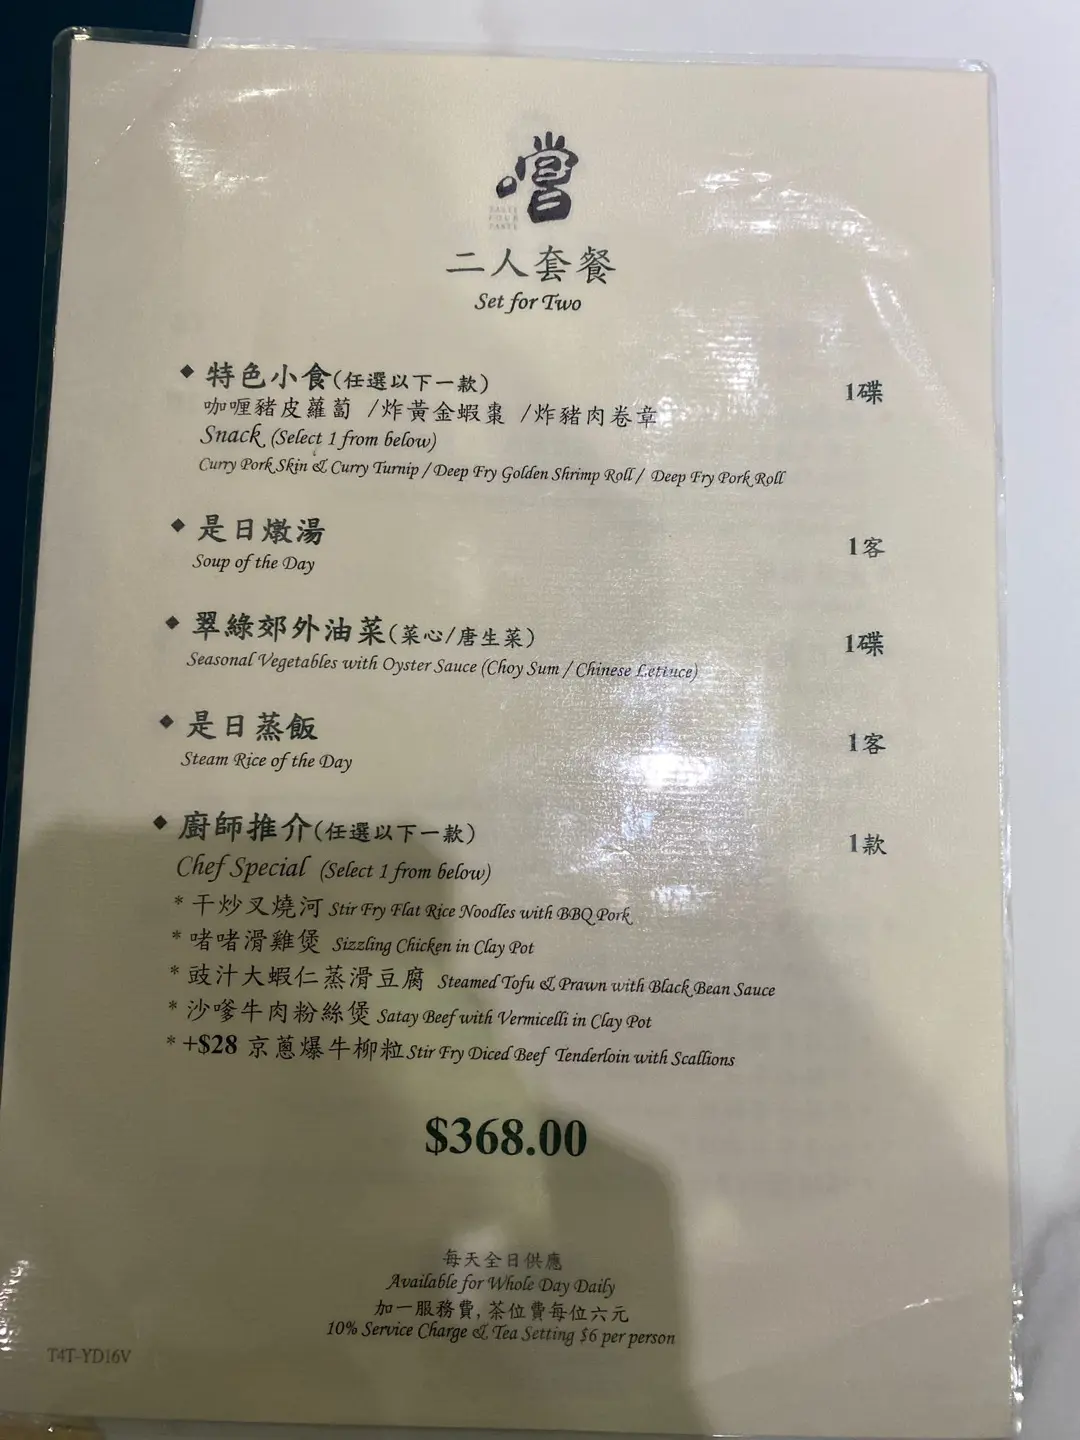 嚐
TASTE
YOUR
TASTE
二人套餐
Set for Two
◆ 特色小食(任選以下一款) 1碟
咖喱豬皮蘿蔔 /炸黃金蝦棗 /炸豬肉卷章
Snack (Select 1 from below)
Curry Pork Skin & Curry Turnip / Deep Fry Golden Shrimp Roll / Deep Fry Pork Roll
◆ 是日燉湯 1客
Soup of the Day
◆ 翠綠郊外油菜(菜心/唐生菜) 1碟
Seasonal Vegetables with Oyster Sauce (Choy Sum / Chinese Lettuce)
◆ 是日蒸飯 1客
Steam Rice of the Day
◆ 廚師推介(任選以下一款) 1款
Chef Special (Select 1 from below)
* 干炒叉燒河 Stir Fry Flat Rice Noodles with BBQ Pork
* 啫啫滑雞煲 Sizzling Chicken in Clay Pot
* 豉汁大蝦仁蒸滑豆腐 Steamed Tofu & Prawn with Black Bean Sauce
* 沙嗲牛肉粉絲煲 Satay Beef with Vermicelli in Clay Pot
* +$28 京蔥爆牛柳粒 Stir Fry Diced Beef Tenderloin with Scallions
$368.00
每天全日供應
Available for Whole Day Daily
加一服務費, 茶位費每位六元
10% Service Charge & Tea Setting $6 per person
T4T-YD16V